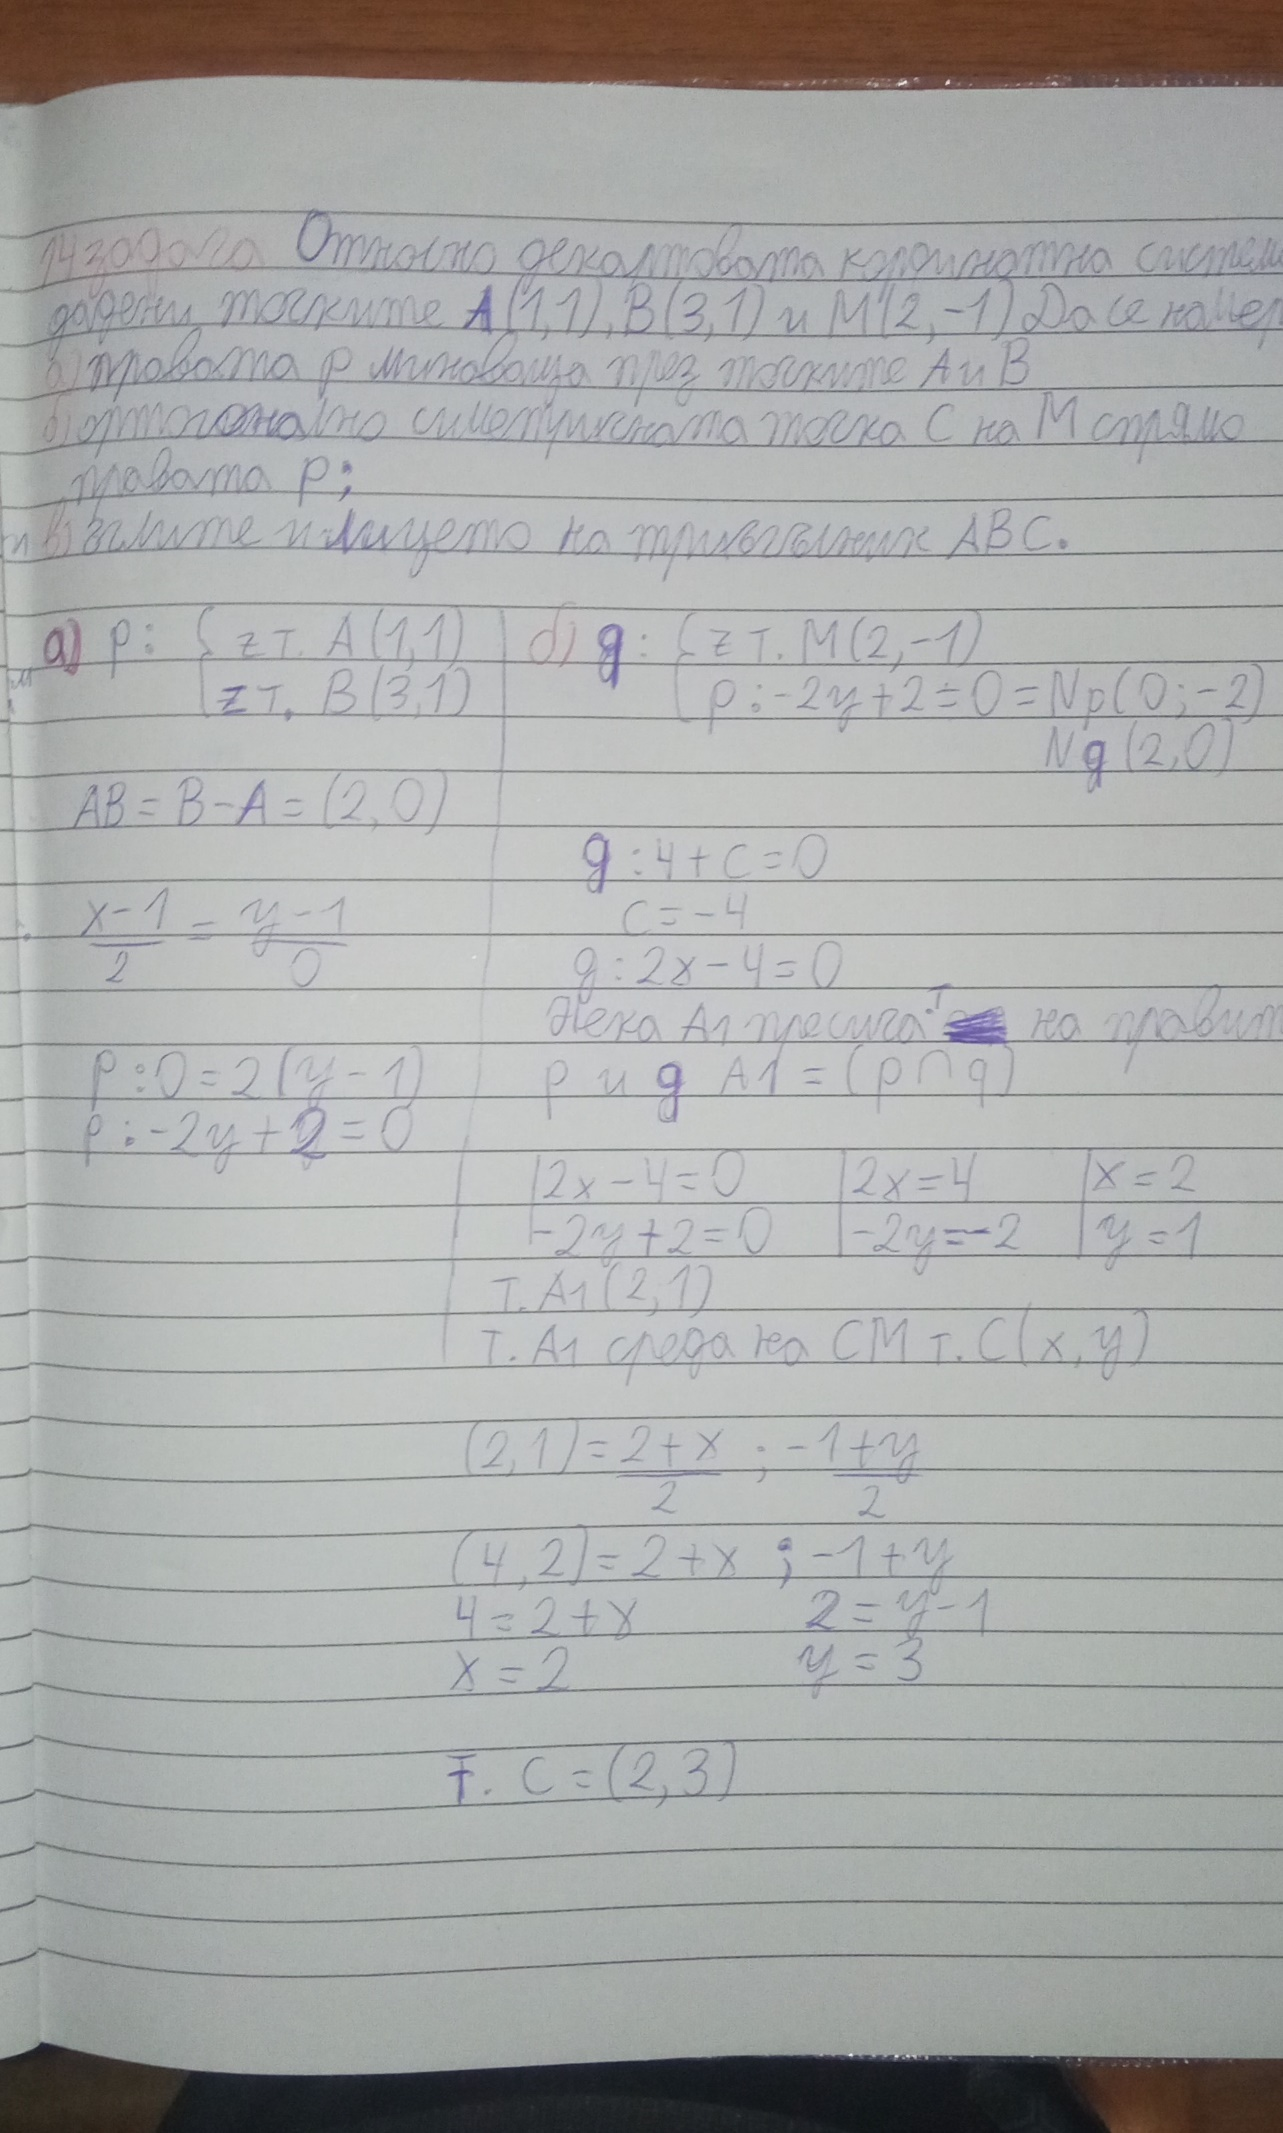 14 задача Относно декартовата кординатна систем
дадени точките A(1,1), B(3,1) и M(2,-1) Да се намер
а) правата p минаваща през точките A и B
б) ортогонално симетричната точка C на M спрямо
правата p;
в) ъглите и лицето на триъгълник ABC.
а) p: { z т. A(1,1)
z т. B(3,1)
AB = B-A = (2,0)
x-1/2 = y-1/0
p: 0=2(y-1)
p: -2y+2=0
б) g: { z т. M(2,-1)
p: -2y+2=0 = Np(0;-2)
Ng(2,0)
g: 4+c=0
c=-4
g: 2x-4=0
Нека A1 пресича т. на правит
p и g A1 = (p∩g)
|2x-4=0 |2x=4 |x=2
|-2y+2=0 |-2y=-2 |y=1
т. A1(2,1)
т. A1 среда на CM т. C(x,y)
(2,1) = 2+x/2 ; -1+y/2
(4,2) = 2+x ; -1+y
4=2+x 2=y-1
x=2 y=3
т. C=(2,3)